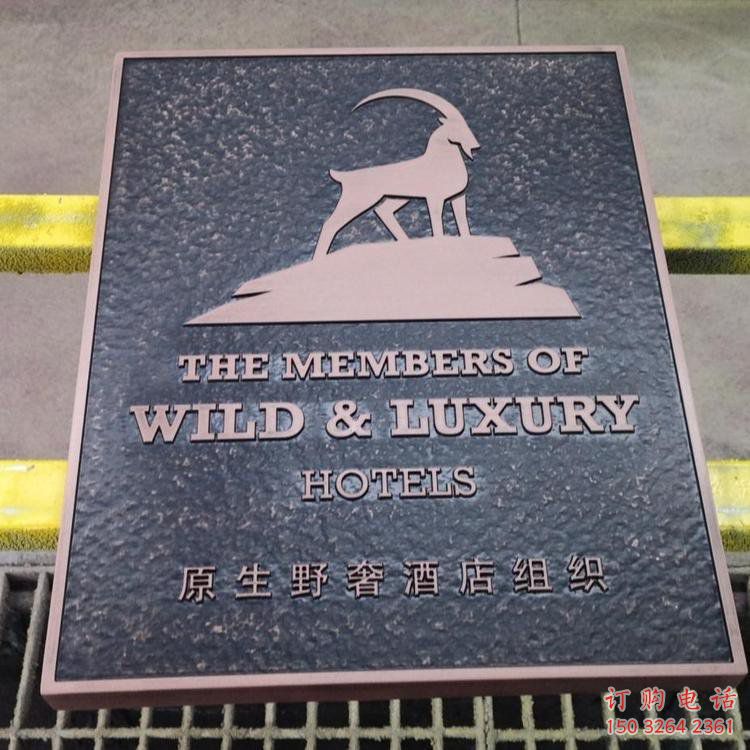 THE MEMBERS OF
WILD & LUXURY
HOTELS
原生野奢酒店组织
订购电话
150 3264 2361